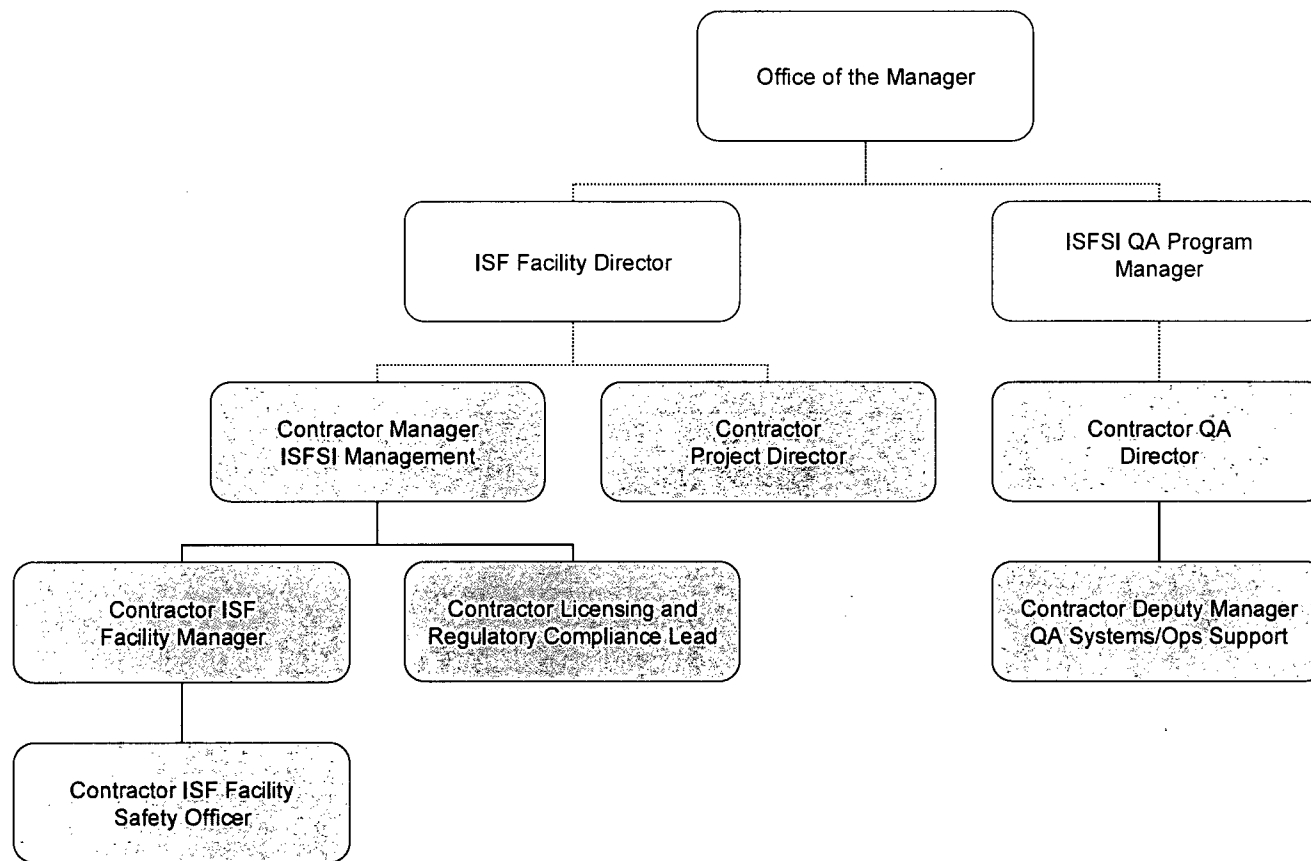 Office of the Manager
ISF Facility Director
ISFSI QA Program
Manager
Contractor Manager
ISFSI Management
Contractor
Project Director
Contractor QA
Director
Contractor ISF
Facility Manager
Contractor Licensing and
Regulatory Compliance Lead
Contractor Deputy Manager
QA Systems/Ops Support
Contractor ISF Facility
Safety Officer